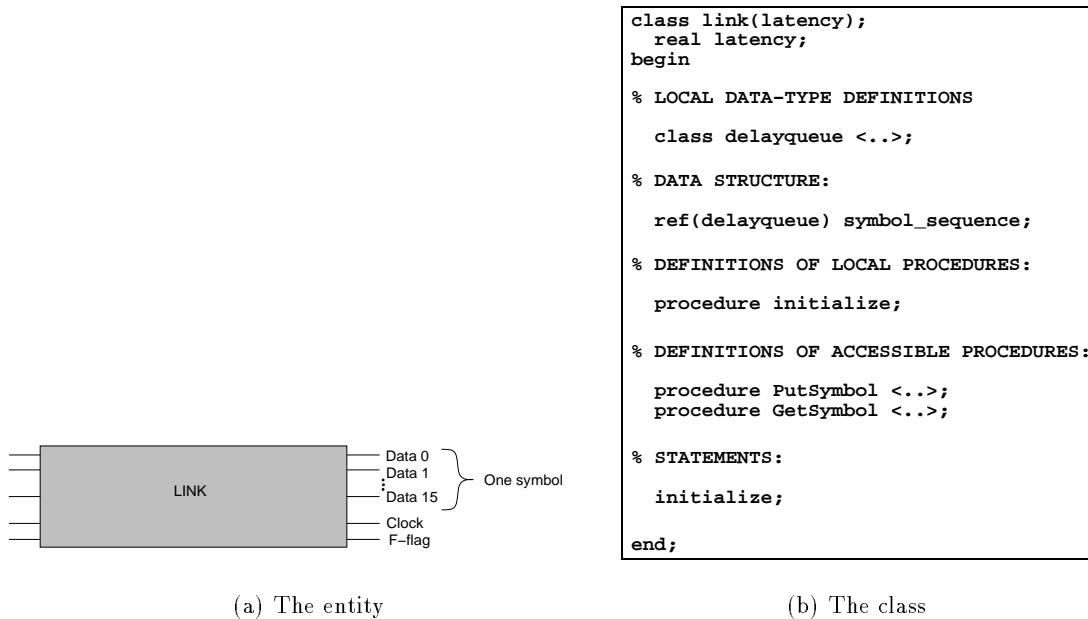 LINK
Data 0
Data 1
Data 15
One symbol
Clock
F-flag
(a) The entity
class link(latency);
real latency;
begin
% LOCAL DATA-TYPE DEFINITIONS
class delayqueue <..>;
% DATA STRUCTURE:
ref(delayqueue) symbol_sequence;
% DEFINITIONS OF LOCAL PROCEDURES:
procedure initialize;
% DEFINITIONS OF ACCESSIBLE PROCEDURES:
procedure PutSymbol <..>;
procedure GetSymbol <..>;
% STATEMENTS:
initialize;
end;
(b) The class